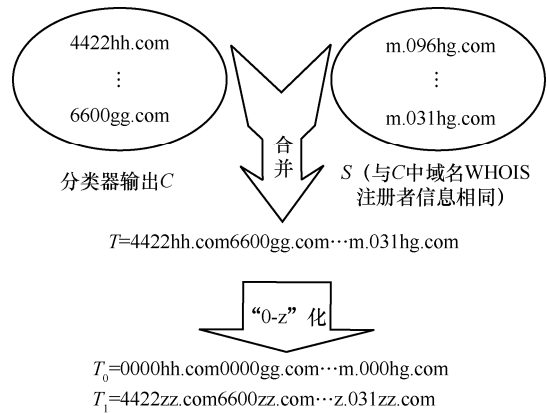 4422hh.com
⋮
6600gg.com
分类器输出C
m.096hg.com
⋮
m.031hg.com
S（与C中域名WHOIS
注册者信息相同）
合并
T=4422hh.com6600gg.com⋯m.031hg.com
“0-z”化
T₀=0000hh.com0000gg.com⋯m.000hg.com
T₁=4422zz.com6600zz.com⋯z.031zz.com